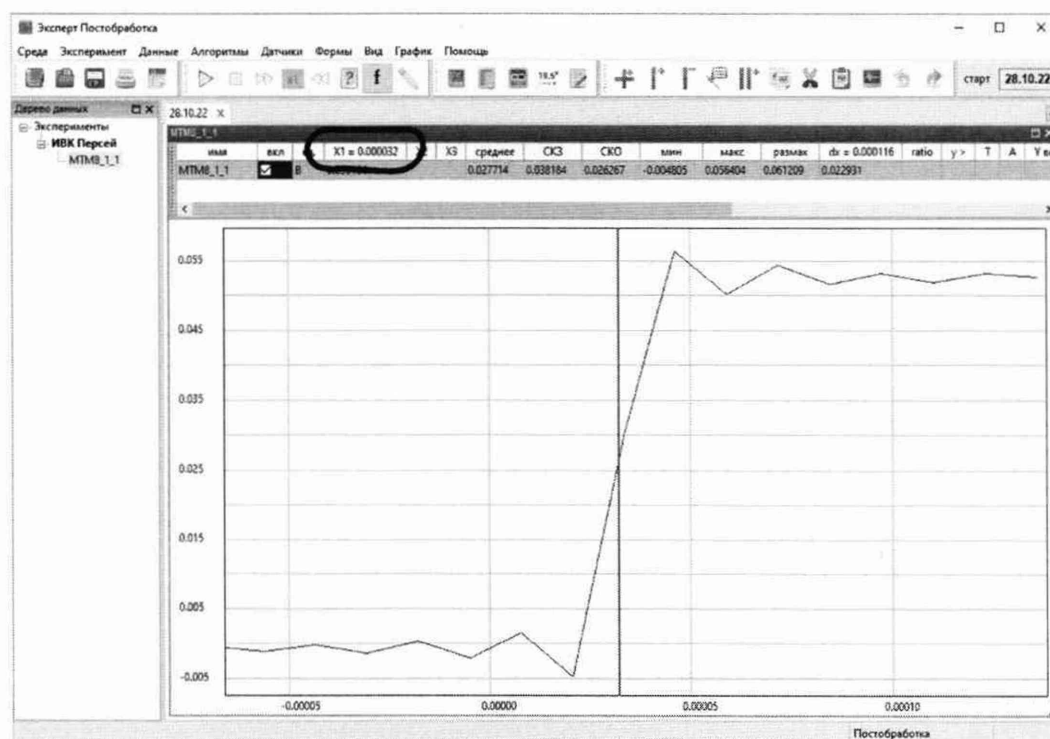 Эксперт Постобработка
Среда Эксперимент Данные Алгоритмы Датчики Формы Вид График Помощь
старт 28.10.22
Дерево данных
28.10.22
Эксперименты
ИВК Персей
МТМ8_1_1
МТМ8_1_1
имя вкл X1 = 0.000032 X3 среднее СКЗ СКО мин макс размах dx = 0.000116 ratio y > T A Y
МТМ8_1_1 В 0.027714 0.038184 0.026267 -0.004805 0.056404 0.061209 0.022931
0.055
0.045
0.035
0.025
0.015
0.005
-0.005
-0.00005 0.00000 0.00005 0.00010
Постобработка